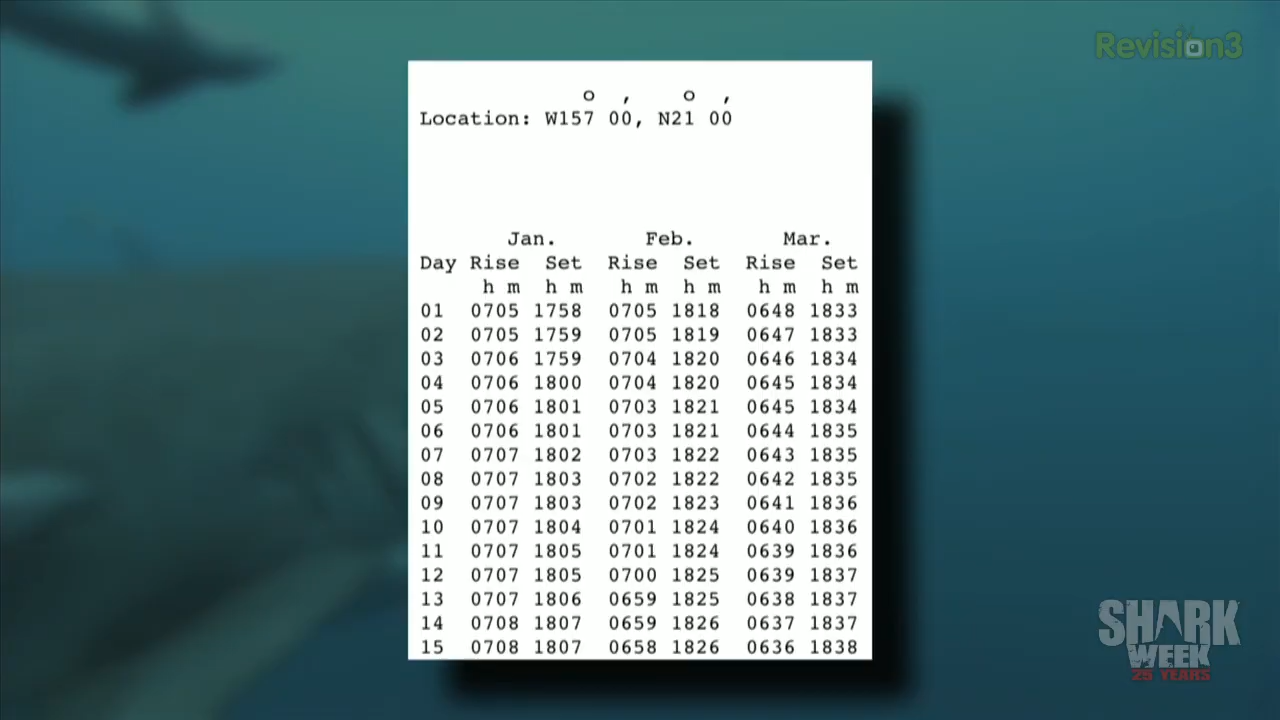 Revision3
o , o ,
Location: W157 00, N21 00
Jan. Feb. Mar.
Day Rise Set Rise Set Rise Set
h m h m h m h m h m h m
01 0705 1758 0705 1818 0648 1833
02 0705 1759 0705 1819 0647 1833
03 0706 1759 0704 1820 0646 1834
04 0706 1800 0704 1820 0645 1834
05 0706 1801 0703 1821 0645 1834
06 0706 1801 0703 1821 0644 1835
07 0707 1802 0703 1822 0643 1835
08 0707 1803 0702 1822 0642 1835
09 0707 1803 0702 1823 0641 1836
10 0707 1804 0701 1824 0640 1836
11 0707 1805 0701 1824 0639 1836
12 0707 1805 0700 1825 0639 1837
13 0707 1806 0659 1825 0638 1837
14 0708 1807 0659 1826 0637 1837
15 0708 1807 0658 1826 0636 1838
SHARK
WEEK
25 YEARS